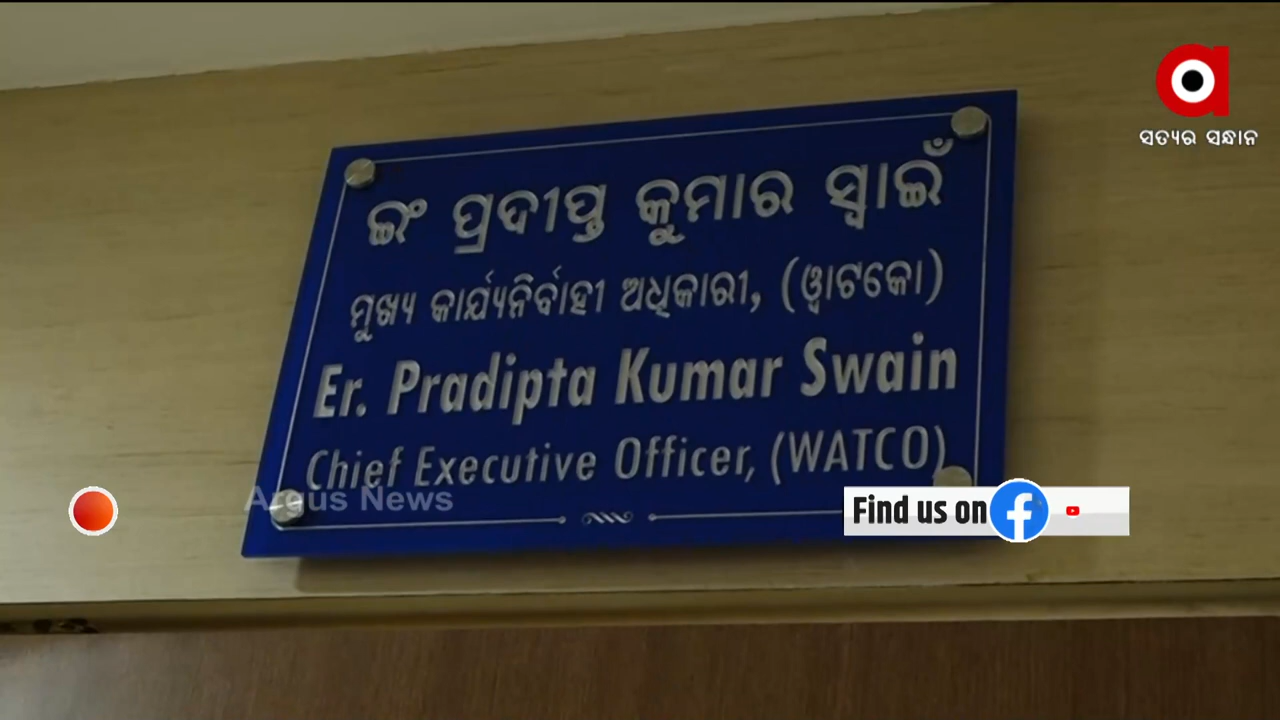 ସତ୍ୟର ସନ୍ଧାନ
ଇଂ ପ୍ରଦୀପ୍ତ କୁମାର ସ୍ୱାଇଁ
ମୁଖ୍ୟ କାର୍ଯ୍ୟନିର୍ବାହୀ ଅଧିକାରୀ, (ୱାଟକୋ)
Er. Pradipta Kumar Swain
Chief Executive Officer, (WATCO)
Argus News
Find us on